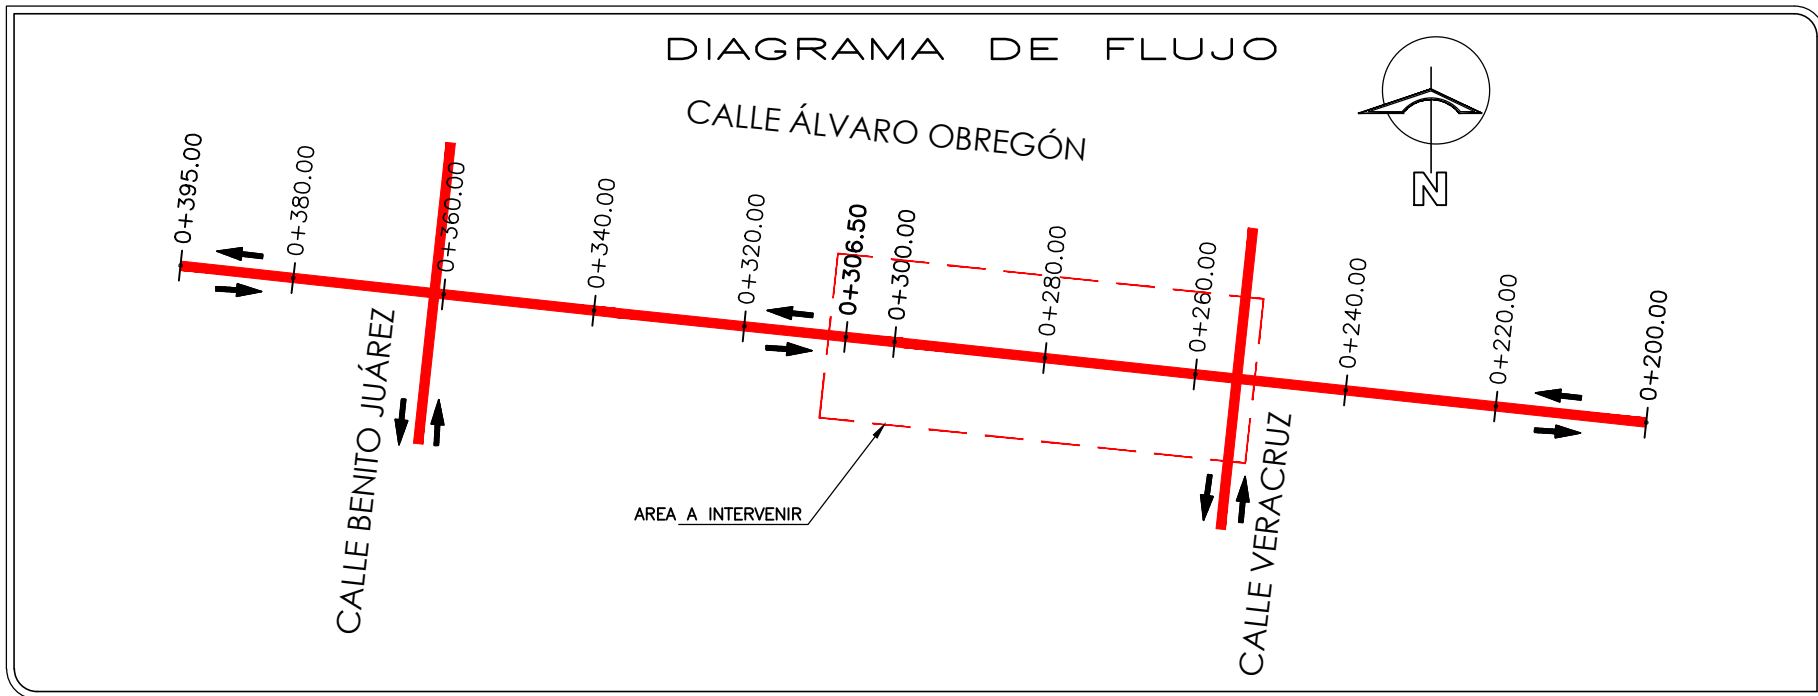 DIAGRAMA DE FLUJO
CALLE ÁLVARO OBREGÓN
N
0+395.00
0+380.00
0+360.00
0+340.00
0+320.00
0+306.50
0+300.00
0+280.00
0+260.00
0+240.00
0+220.00
0+200.00
CALLE BENITO JUÁREZ
AREA A INTERVENIR
CALLE VERACRUZ